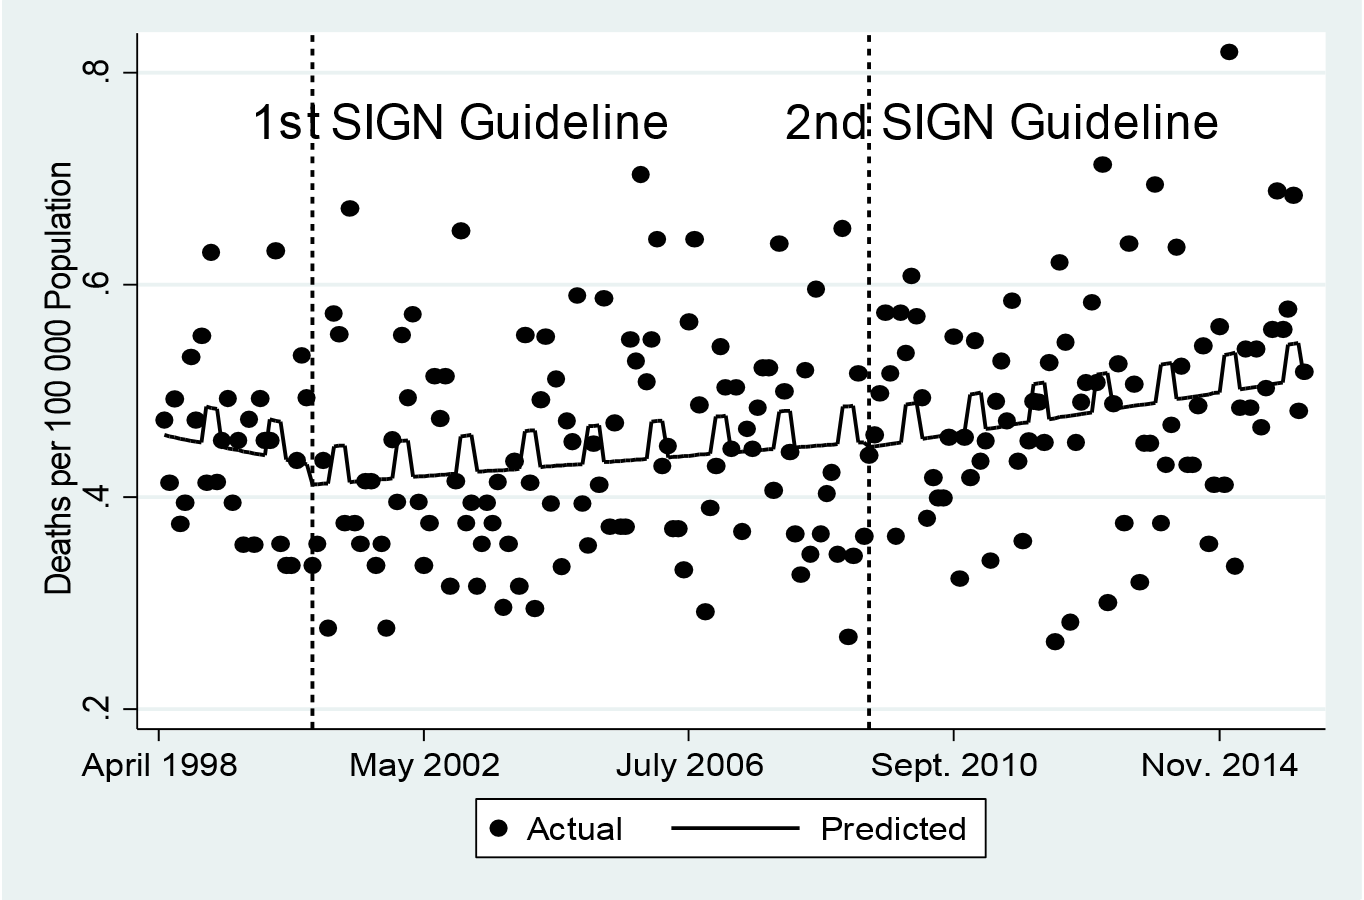 .8
1st SIGN Guideline
2nd SIGN Guideline
.6
.4
.2
Deaths per 100 000 Population
April 1998
May 2002
July 2006
Sept. 2010
Nov. 2014
Actual
Predicted